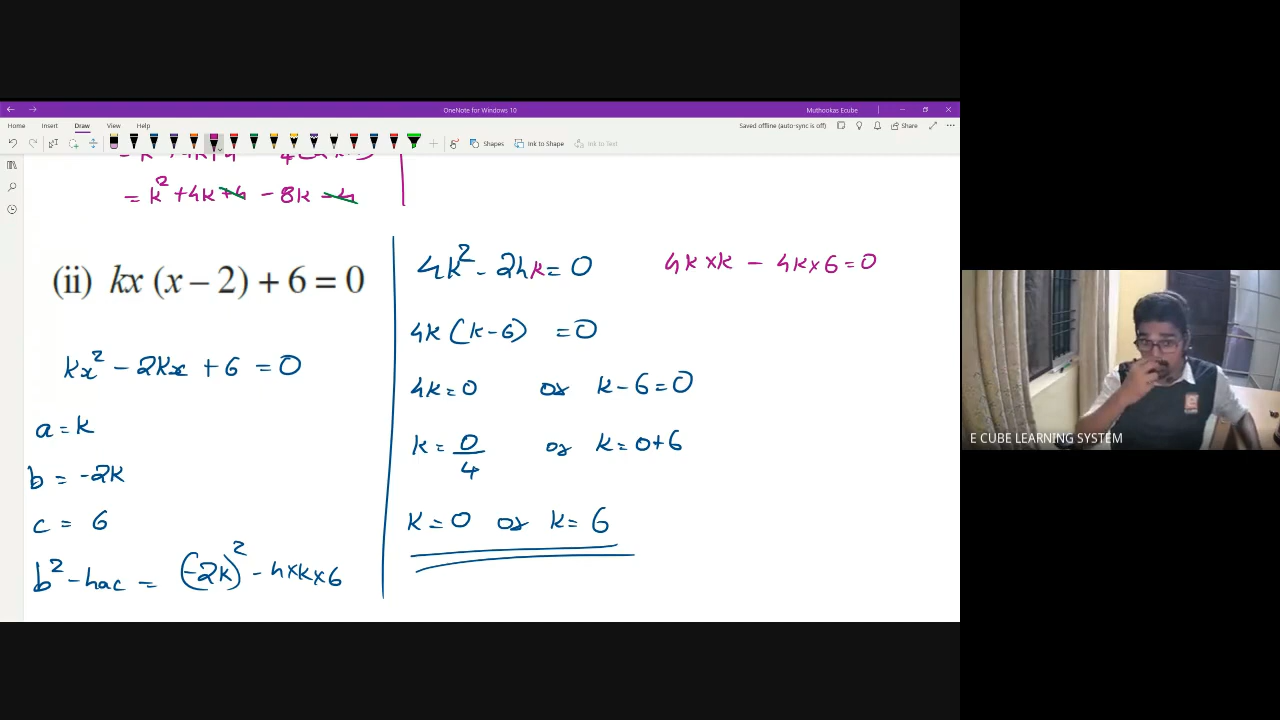 OneNote for Windows 10
Muthookas Ecube
Home Insert Draw View Help
Saved offline (auto-sync is off) Share
Shapes Ink to Shape Ink to Text
= k² + 4k + 4 - 8k - 4
(ii) kx (x – 2) + 6 = 0
kx² - 2kx + 6 = 0
a = k
b = -2k
c = 6
b² - 4ac = (-2k)² - 4×k×6
4k² - 24k = 0
4k (k-6) = 0
4k = 0 or k - 6 = 0
k = 0/4 or k = 0+6
k = 0 or k = 6
4k×k - 4k×6 = 0
E CUBE LEARNING SYSTEM